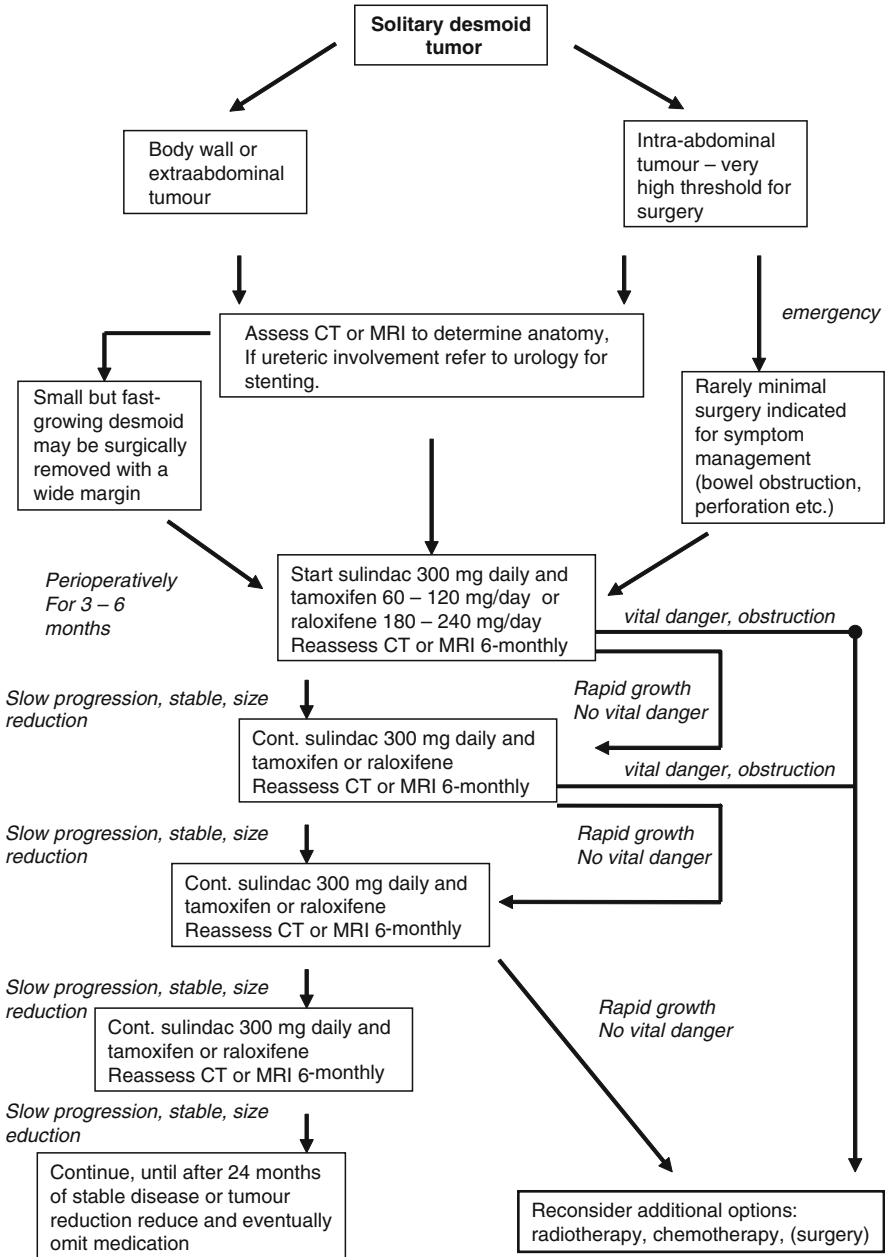 Solitary desmoid
tumor
Body wall or
extraabdominal
tumour
Intra-abdominal
tumour – very
high threshold for
surgery
emergency
Assess CT or MRI to determine anatomy,
If ureteric involvement refer to urology for
stenting.
Small but fast-
growing desmoid
may be surgically
removed with a
wide margin
Rarely minimal
surgery indicated
for symptom
management
(bowel obstruction,
perforation etc.)
Perioperatively
For 3 – 6
months
Start sulindac 300 mg daily and
tamoxifen 60 – 120 mg/day or
raloxifene 180 – 240 mg/day
Reassess CT or MRI 6-monthly
vital danger, obstruction
Rapid growth
No vital danger
Slow progression, stable, size
reduction
Cont. sulindac 300 mg daily and
tamoxifen or raloxifene
Reassess CT or MRI 6-monthly
vital danger, obstruction
Rapid growth
No vital danger
Slow progression, stable, size
reduction
Cont. sulindac 300 mg daily and
tamoxifen or raloxifene
Reassess CT or MRI 6-monthly
Rapid growth
No vital danger
Slow progression, stable, size
reduction
Cont. sulindac 300 mg daily and
tamoxifen or raloxifene
Reassess CT or MRI 6-monthly
Slow progression, stable, size
eduction
Continue, until after 24 months
of stable disease or tumour
reduction reduce and eventually
omit medication
Reconsider additional options:
radiotherapy, chemotherapy, (surgery)